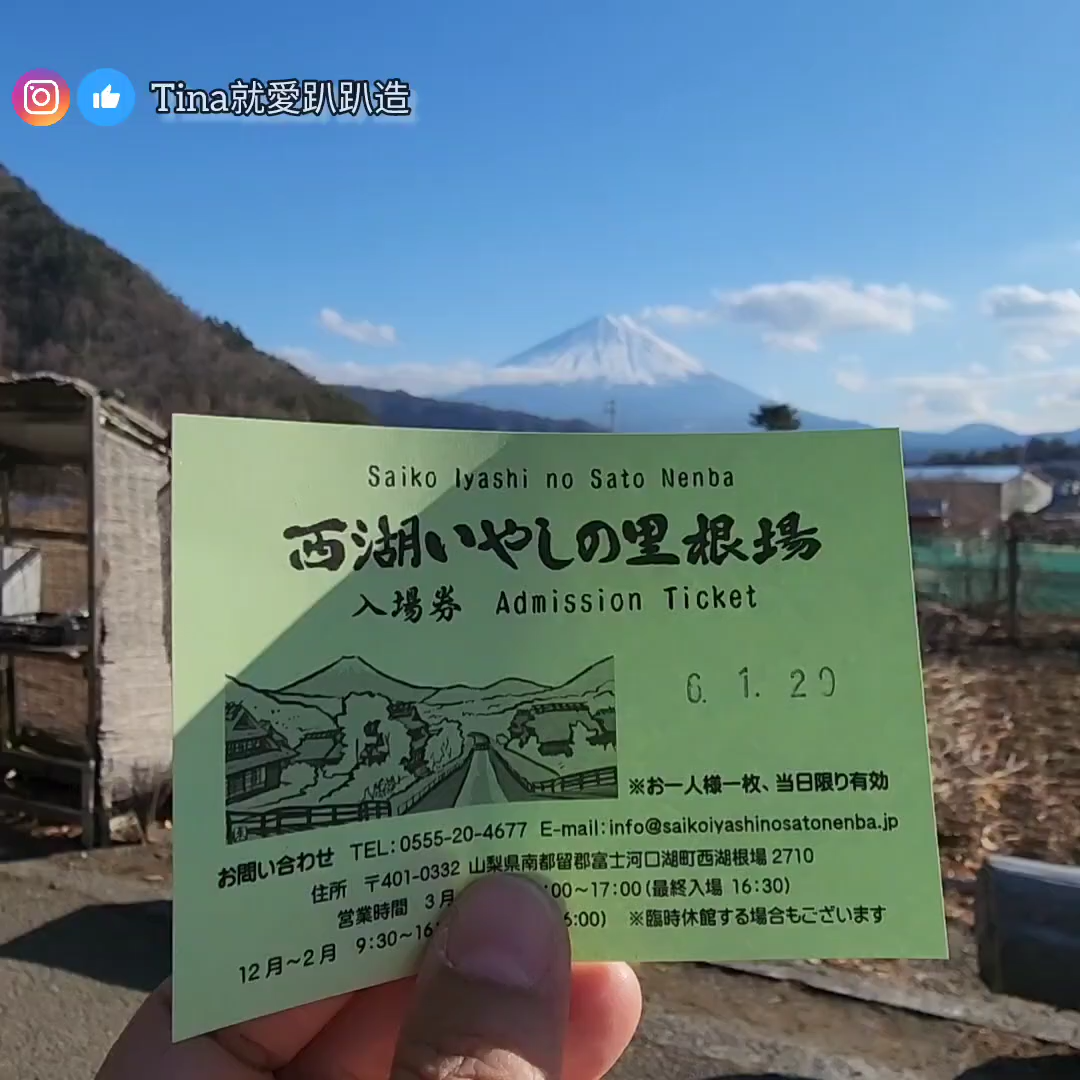 Tina就愛趴趴造
Saiko Iyashi no Sato Nenba
西湖いやしの里根場
入場券 Admission Ticket
6. 1. 29
※お一人様一枚、当日限り有効
お問い合わせ TEL:0555-20-4677 E-mail:info@saikoiyashinosatonenba.jp
住所 〒401-0332 山梨県南都留郡富士河口湖町西湖根場2710
営業時間 3月 :00～17:00(最終入場 16:30)
12月～2月 9:30～16: 6:00) ※臨時休館する場合もございます